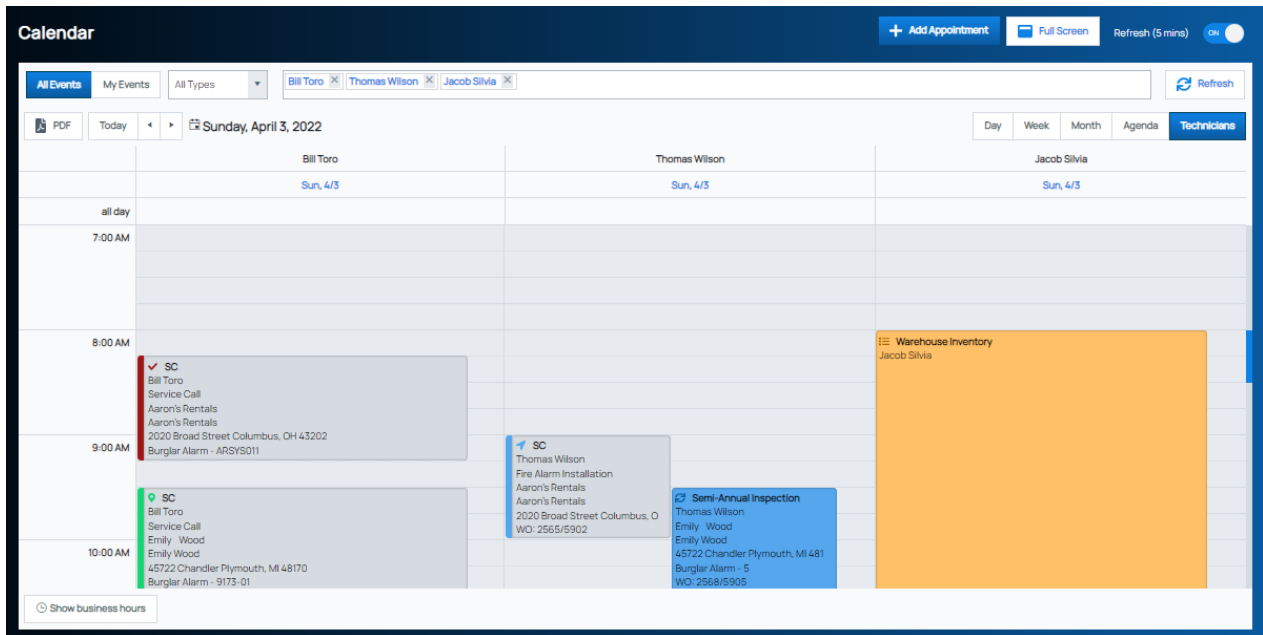 Calendar
Add Appointment
Full Screen
Refresh (5 mins)
ON
All Events
My Events
All Types
Bill Toro
Thomas Wilson
Jacob Silvia
Refresh
PDF
Today
Sunday, April 3, 2022
Day
Week
Month
Agenda
Technicians
Bill Toro
Thomas Wilson
Jacob Silvia
Sun, 4/3
Sun, 4/3
Sun, 4/3
all day
7:00 AM
8:00 AM
9:00 AM
10:00 AM
SC
Bill Toro
Service Call
Aaron's Rentals
Aaron's Rentals
2020 Broad Street Columbus, OH 43202
Burglar Alarm - ARSYS011
SC
Bill Toro
Service Call
Emily Wood
Emily Wood
45722 Chandler Plymouth, MI 48170
Burglar Alarm - 9173-01
SC
Thomas Wilson
Fire Alarm Installation
Aaron's Rentals
Aaron's Rentals
2020 Broad Street Columbus, O
WO: 2565/5902
Semi-Annual Inspection
Thomas Wilson
Emily Wood
Emily Wood
45722 Chandler Plymouth, MI 481
Burglar Alarm - 5
WO: 2568/5905
Warehouse Inventory
Jacob Silvia
Show business hours